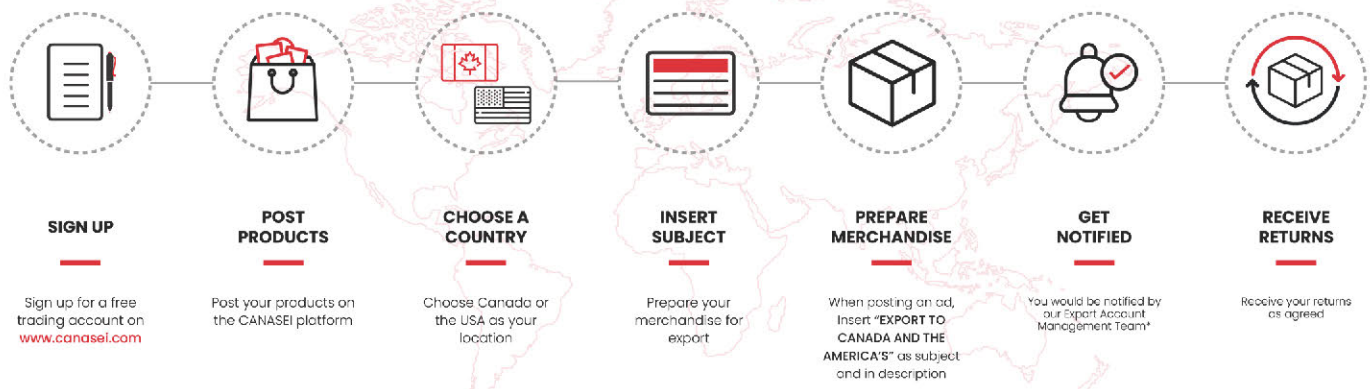 SIGN UP
Sign up for a free
trading account on
www.canasei.com
POST
PRODUCTS
Post your products on
the CANASEI platform
CHOOSE A
COUNTRY
Choose Canada or
the USA as your
location
INSERT
SUBJECT
Prepare your
merchandise for
export
PREPARE
MERCHANDISE
When posting an ad,
Insert “EXPORT TO
CANADA AND THE
AMERICA’S” as subject
and in description
GET
NOTIFIED
You would be notified by
our Export Account
Management Team*
RECEIVE
RETURNS
Receive your returns
as agreed